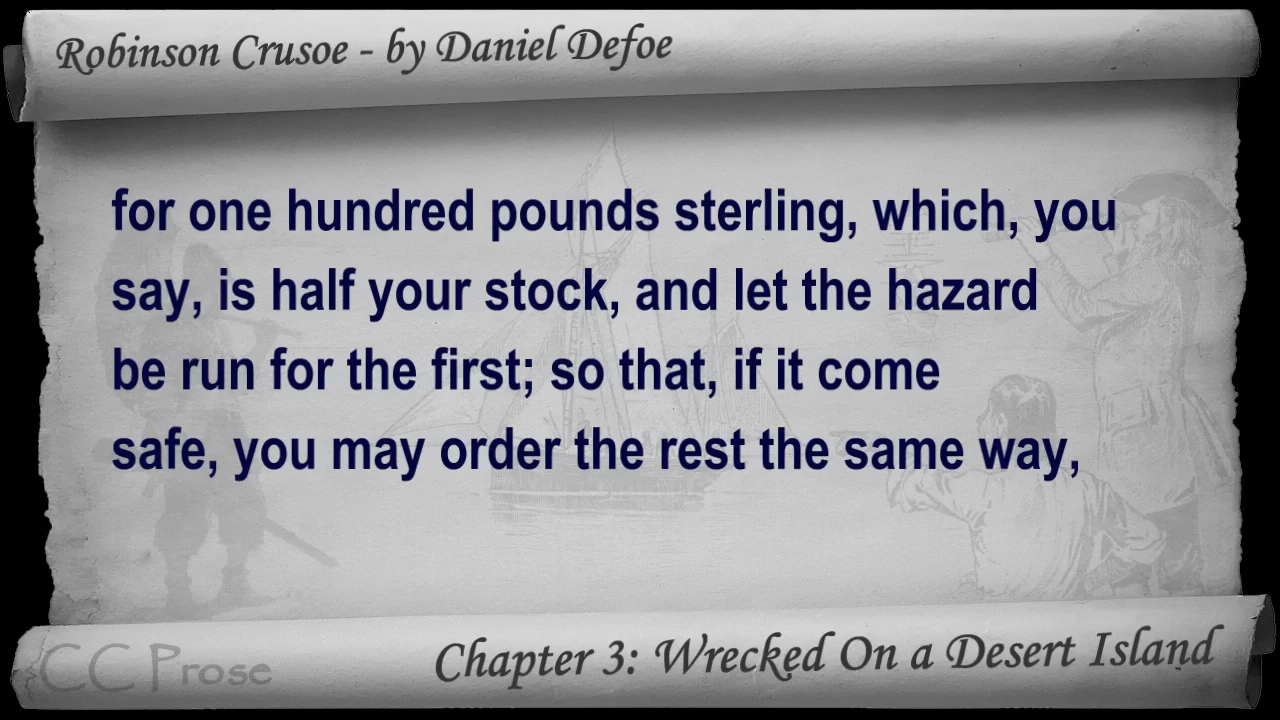 Robinson Crusoe - by Daniel Defoe
for one hundred pounds sterling, which, you
say, is half your stock, and let the hazard
be run for the first; so that, if it come
safe, you may order the rest the same way,
CC Prose
Chapter 3: Wrecked On a Desert Island